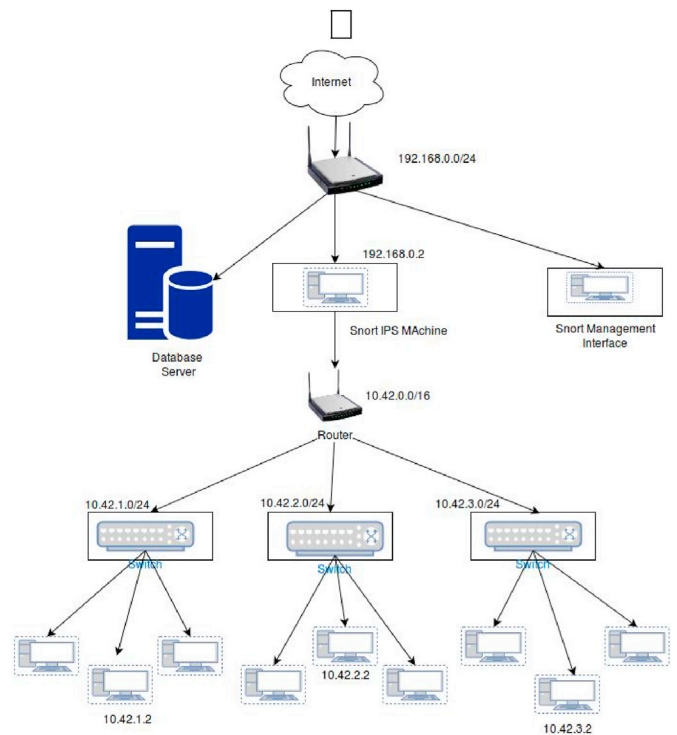 Internet
192.168.0.0/24
192.168.0.2
Snort IPS MAchine
Snort Management
Interface
Database
Server
10.42.0.0/16
Router
10.42.1.0/24
10.42.2.0/24
10.42.3.0/24
Switch
Switch
Switch
10.42.1.2
10.42.2.2
10.42.3.2